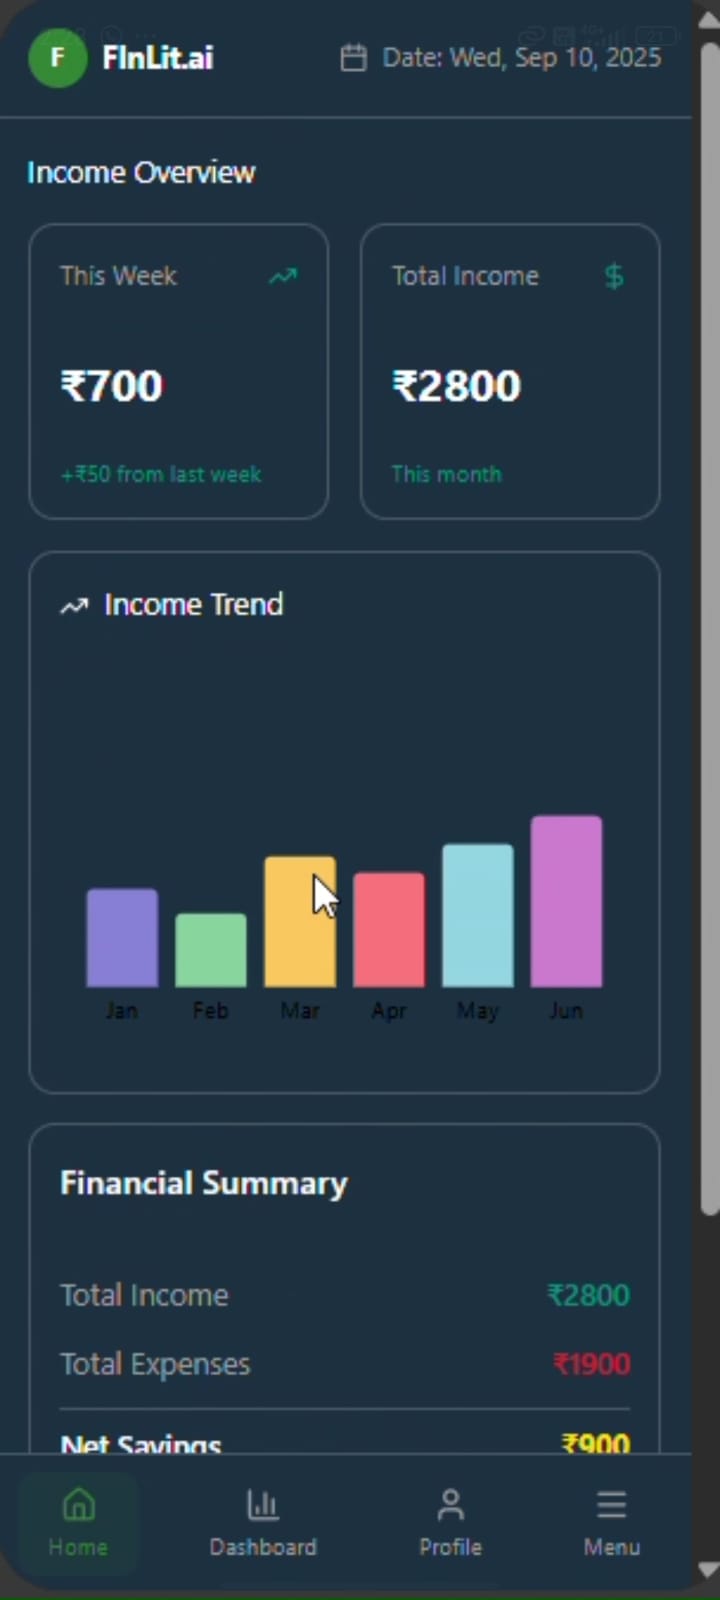 F FInLit.ai Date: Wed, Sep 10, 2025
Income Overview
This Week Total Income $
₹700 ₹2800
+₹50 from last week This month
Income Trend
Jan Feb Mar Apr May Jun
Financial Summary
Total Income ₹2800
Total Expenses ₹1900
Net Savings ₹900
Home Dashboard Profile Menu